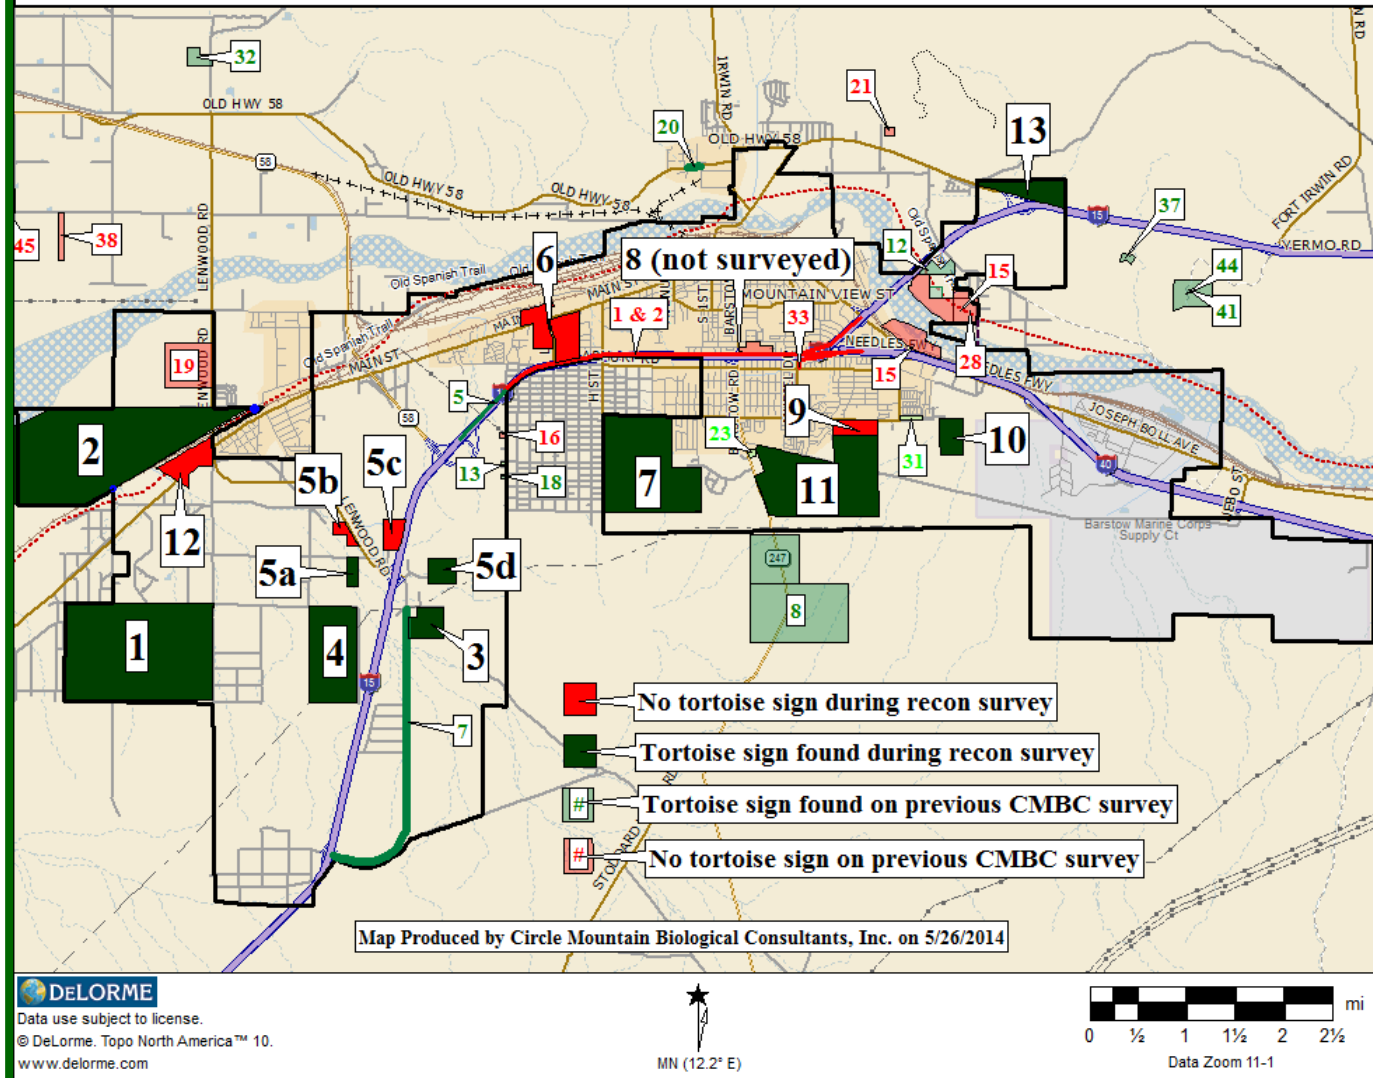 32
OLD HWY 58
IRWIN RD
21
20
OLD HWY 58
13
58
OLD HWY 58
OLD HWY 58
FORT IRWIN RD
15
37
LENWOOD RD
45
38
Old Spanish Trail
6
8 (not surveyed)
12
YERMO RD
44
15
41
MAIN ST
MOUNTAIN VIEW ST
S 1ST
1 & 2
33
NEEDLES FWY
Old Spanish Trail
19
MAIN ST
28
15
NEEDLES FWY
H ST
5
58
JOSEPH BOLL AVE
9
2
16
23
10
5c
31
40
13
18
7
11
5b
LENWOOD RD
12
NEBO ST
Barstow Marine Corps
Supply Ct
5a
5d
247
8
1
4
3
15
7
No tortoise sign during recon survey
Tortoise sign found during recon survey
# Tortoise sign found on previous CMBC survey
# No tortoise sign on previous CMBC survey
Map Produced by Circle Mountain Biological Consultants, Inc. on 5/26/2014
DELORME
Data use subject to license.
© DeLorme. Topo North America™ 10.
www.delorme.com
MN (12.2° E)
mi
0 ½ 1 1½ 2 2½
Data Zoom 11-1